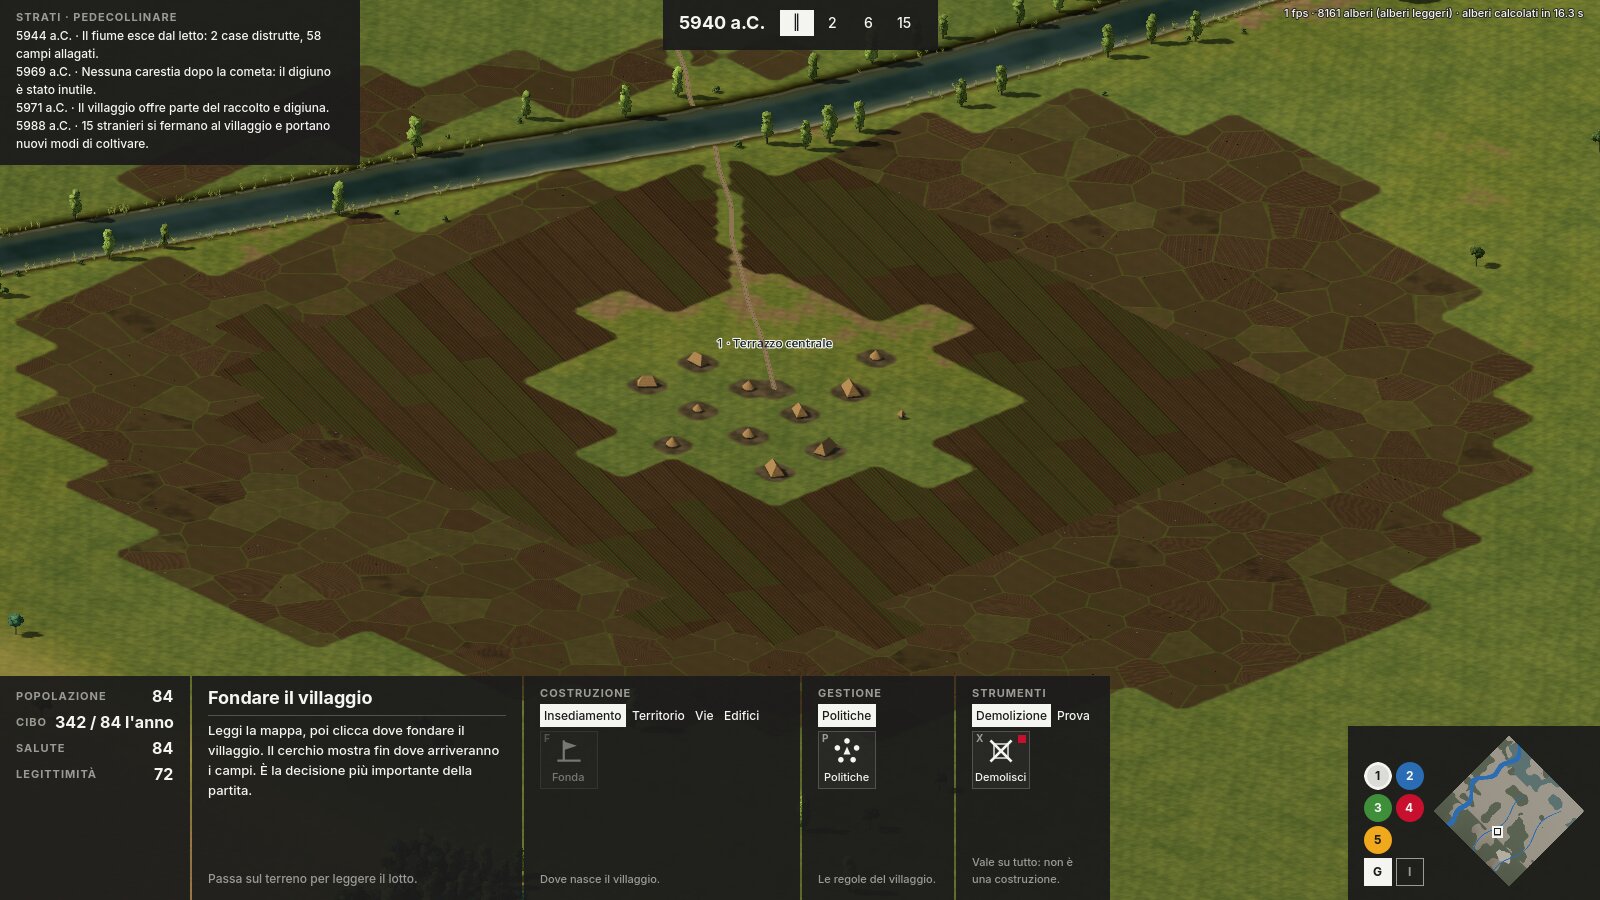 STRATI · PEDECOLLINARE
5944 a.C. · Il fiume esce dal letto: 2 case distrutte, 58
campi allagati.
5969 a.C. · Nessuna carestia dopo la cometa: il digiuno
è stato inutile.
5971 a.C. · Il villaggio offre parte del raccolto e digiuna.
5988 a.C. · 15 stranieri si fermano al villaggio e portano
nuovi modi di coltivare.
5940 a.C. 2 6 15
1 fps · 8161 alberi (alberi leggeri) · alberi calcolati in 16.3 s
1 · Terrazzo centrale
POPOLAZIONE 84
CIBO 342 / 84 l'anno
SALUTE 84
LEGITTIMITÀ 72
Fondare il villaggio
Leggi la mappa, poi clicca dove fondare il
villaggio. Il cerchio mostra fin dove arriveranno
i campi. È la decisione più importante della
partita.
Passa sul terreno per leggere il lotto.
COSTRUZIONE
Insediamento Territorio Vie Edifici
F
Fonda
Dove nasce il villaggio.
GESTIONE
Politiche
P
Politiche
Le regole del villaggio.
STRUMENTI
Demolizione Prova
X
Demolisci
Vale su tutto: non è
una costruzione.
1 2
3 4
5
G I